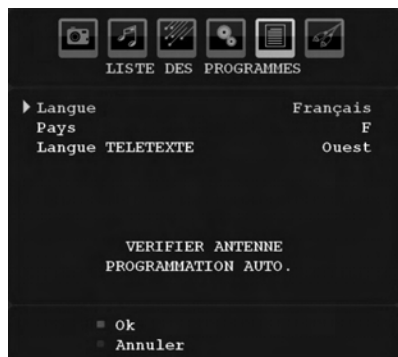 LISTE DES PROGRAMMES
Langue Français
Pays F
Langue TELETEXTE Ouest
VERIFIER ANTENNE
PROGRAMMATION AUTO.
Ok
Annuler